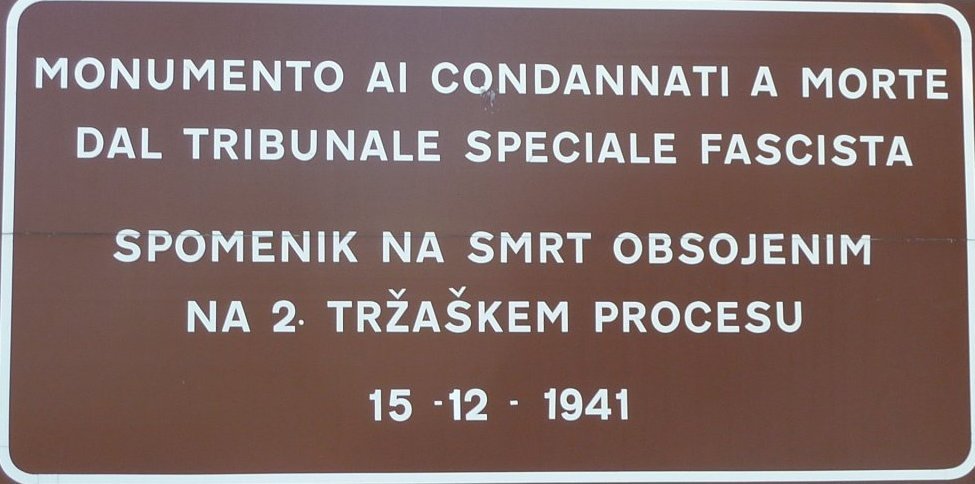 MONUMENTO AI CONDANNATI A MORTE
DAL TRIBUNALE SPECIALE FASCISTA
SPOMENIK NA SMRT OBSOJENIM
NA 2. TRŽAŠKEM PROCESU
15 -12 - 1941